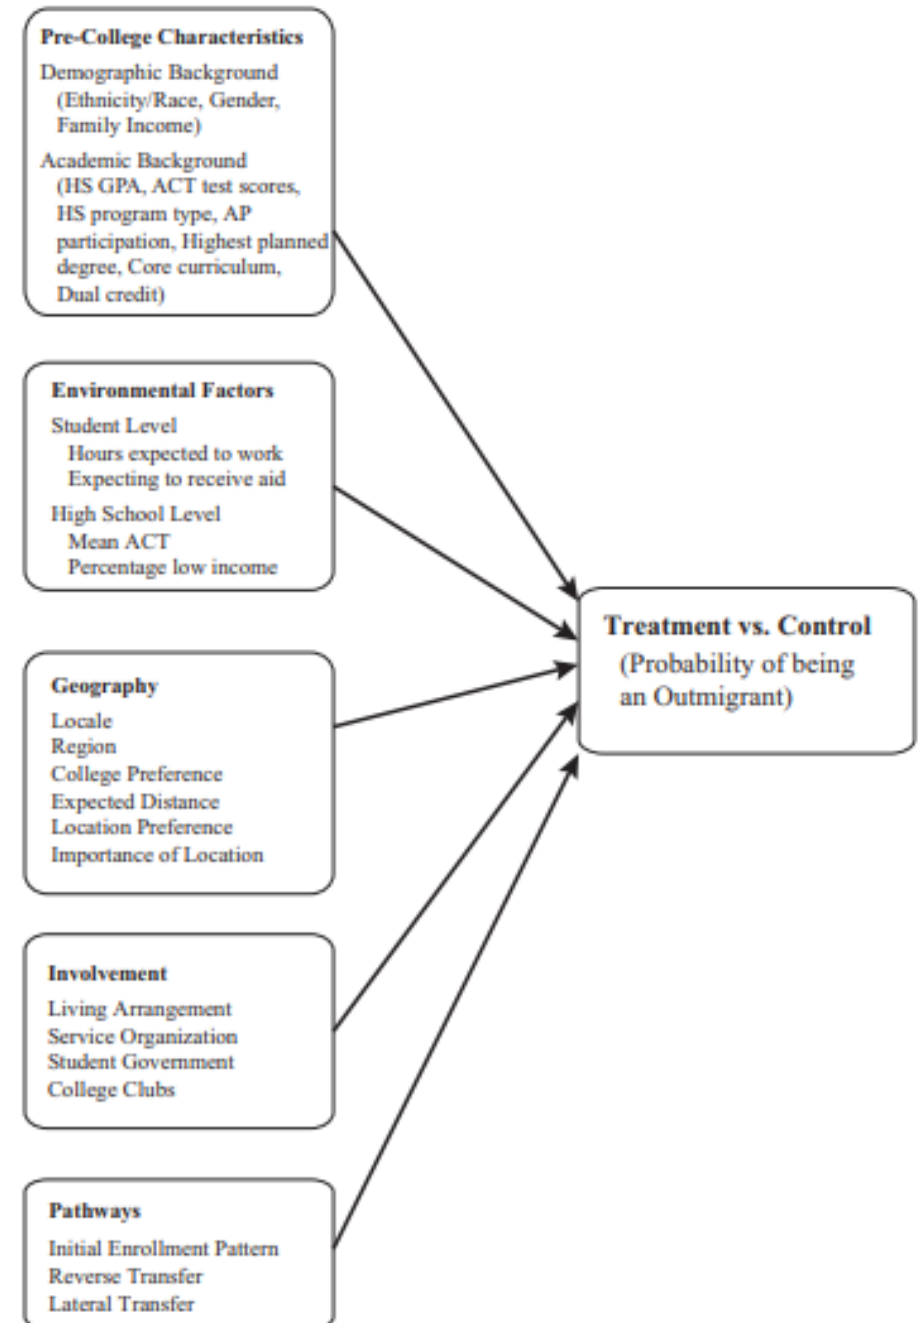 Pre-College Characteristics
Demographic Background
(Ethnicity/Race, Gender,
Family Income)
Academic Background
(HS GPA, ACT test scores,
HS program type, AP
participation, Highest planned
degree, Core curriculum,
Dual credit)
Environmental Factors
Student Level
Hours expected to work
Expecting to receive aid
High School Level
Mean ACT
Percentage low income
Geography
Locale
Region
College Preference
Expected Distance
Location Preference
Importance of Location
Involvement
Living Arrangement
Service Organization
Student Government
College Clubs
Pathways
Initial Enrollment Pattern
Reverse Transfer
Lateral Transfer
Treatment vs. Control
(Probability of being
an Outmigrant)